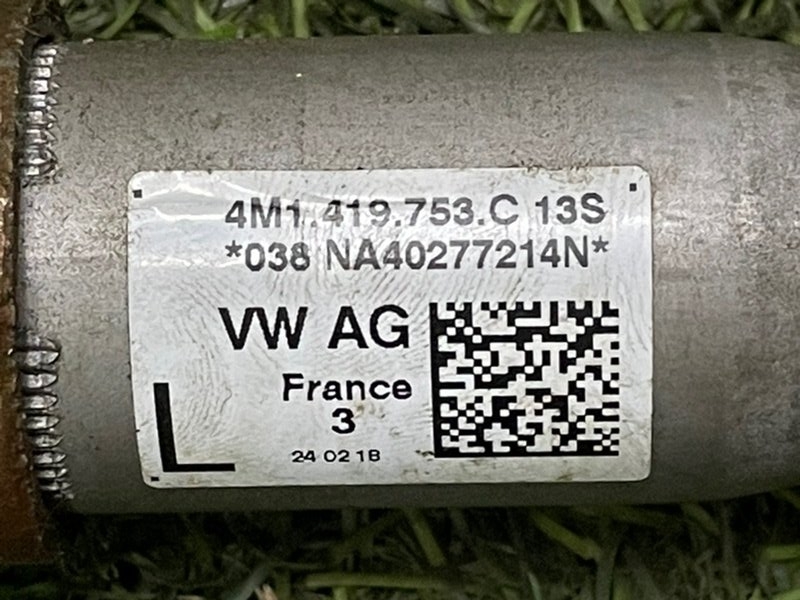 4M1.419.753.C 13S
*038 NA40277214N*
VW AG
France
3
L
24 02 18